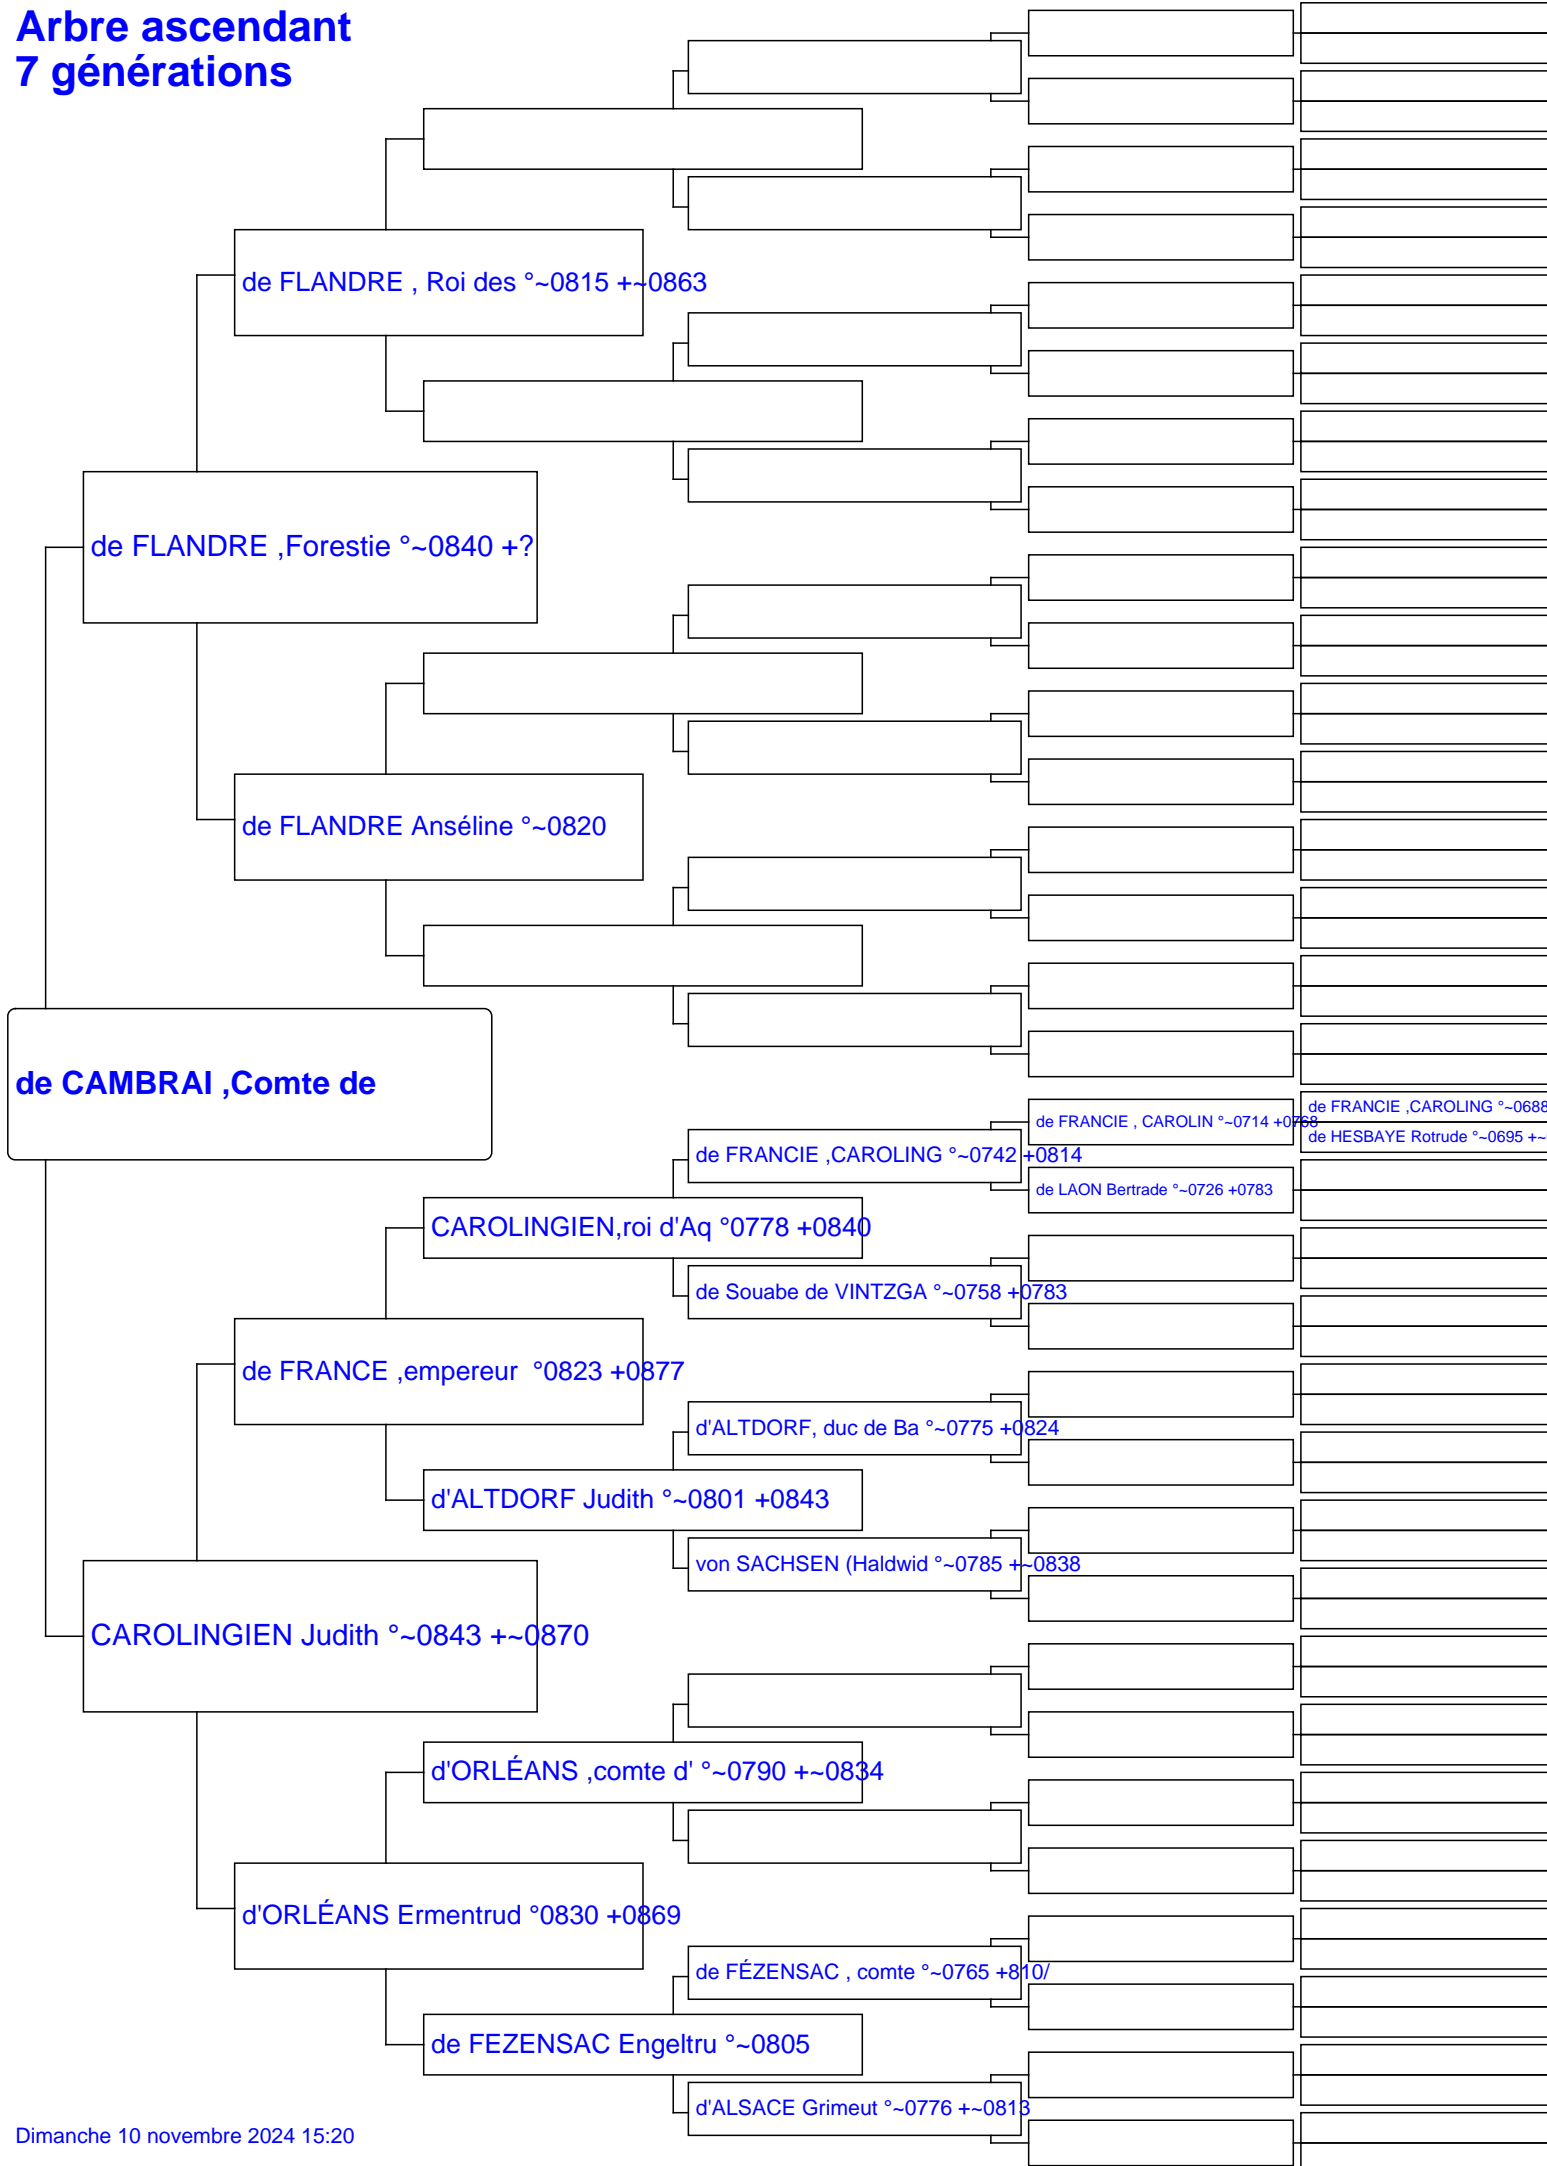 Arbre ascendant
7 générations
de FLANDRE , Roi des °~0815 +~0863
de FLANDRE ,Forestie °~0840 +?
de FLANDRE Anséline °~0820
de CAMBRAI ,Comte de
de FRANCIE , CAROLIN °~0714 +0768
de FRANCIE ,CAROLING °~0688
de HESBAYE Rotrude °~0695 +~
de FRANCIE ,CAROLING °~0742 +0814
de LAON Bertrade °~0726 +0783
CAROLINGIEN,roi d'Aq °0778 +0840
de Souabe de VINTZGA °~0758 +0783
de FRANCE ,empereur  °0823 +0877
d'ALTDORF, duc de Ba °~0775 +0824
d'ALTDORF Judith °~0801 +0843
von SACHSEN (Haldwid °~0785 +~0838
CAROLINGIEN Judith °~0843 +~0870
d'ORLÉANS ,comte d' °~0790 +~0834
d'ORLÉANS Ermentrud °0830 +0869
de FÉZENSAC , comte °~0765 +810/
de FEZENSAC Engeltru °~0805
d'ALSACE Grimeut °~0776 +~0813
Dimanche 10 novembre 2024 15:20